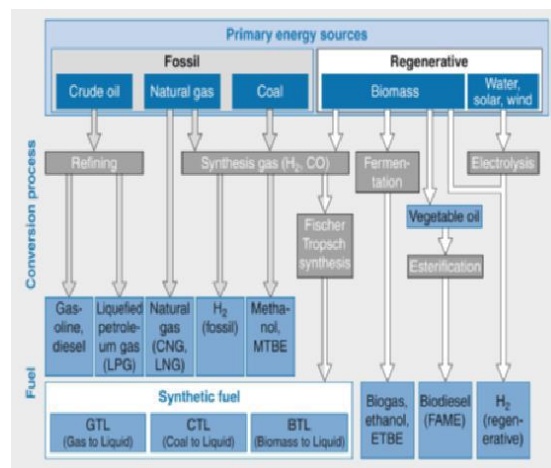 Primary energy sources
Fossil
Regenerative
Crude oil
Natural gas
Coal
Biomass
Water,
solar, wind
Conversion process
Refining
Synthesis gas (H₂, CO)
Fermen-
tation
Electrolysis
Vegetable oil
Fischer
Tropsch
synthesis
Esterification
Fuel
Gas-
oline,
diesel
Liquefied
petrole-
um gas
(LPG)
Natural
gas
(CNG,
LNG)
H₂
(fossil)
Metha-
nol,
MTBE
Synthetic fuel
GTL
(Gas to Liquid)
CTL
(Coal to Liquid)
BTL
(Biomass to Liquid)
Biogas,
ethanol,
ETBE
Biodiesel
(FAME)
H₂
(regen-
erative)